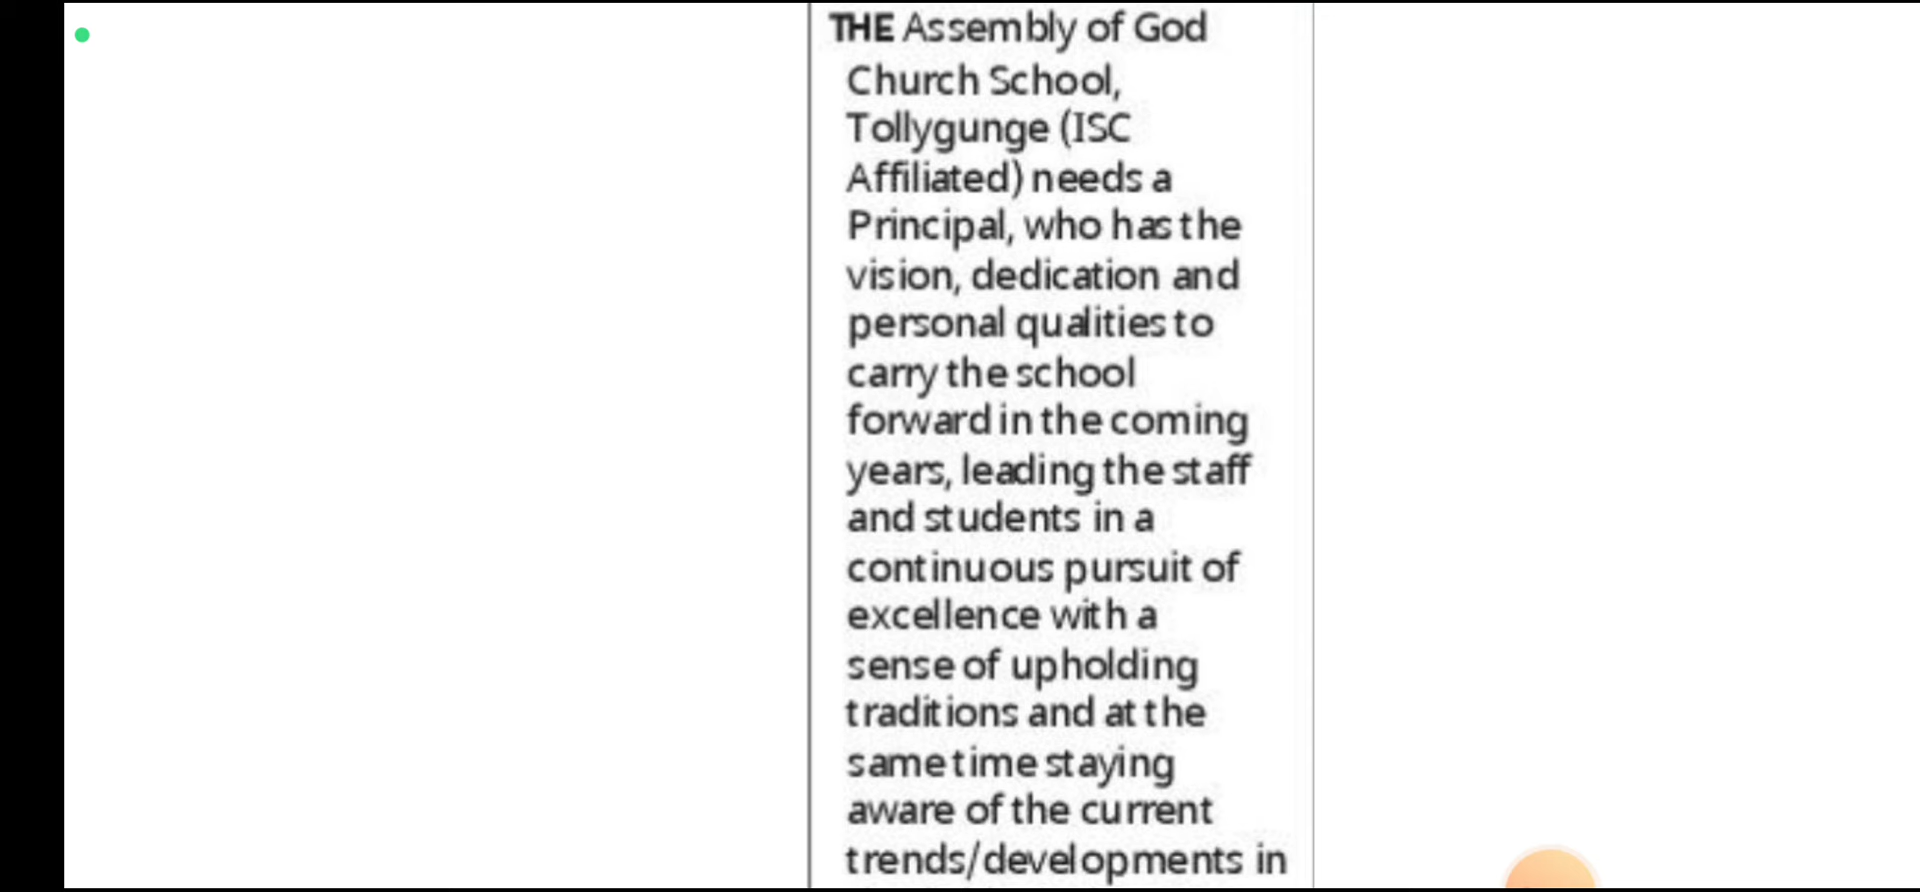 THE Assembly of God
Church School,
Tollygunge (ISC
Affiliated) needs a
Principal, who has the
vision, dedication and
personal qualities to
carry the school
forward in the coming
years, leading the staff
and students in a
continuous pursuit of
excellence with a
sense of upholding
traditions and at the
same time staying
aware of the current
trends/developments in